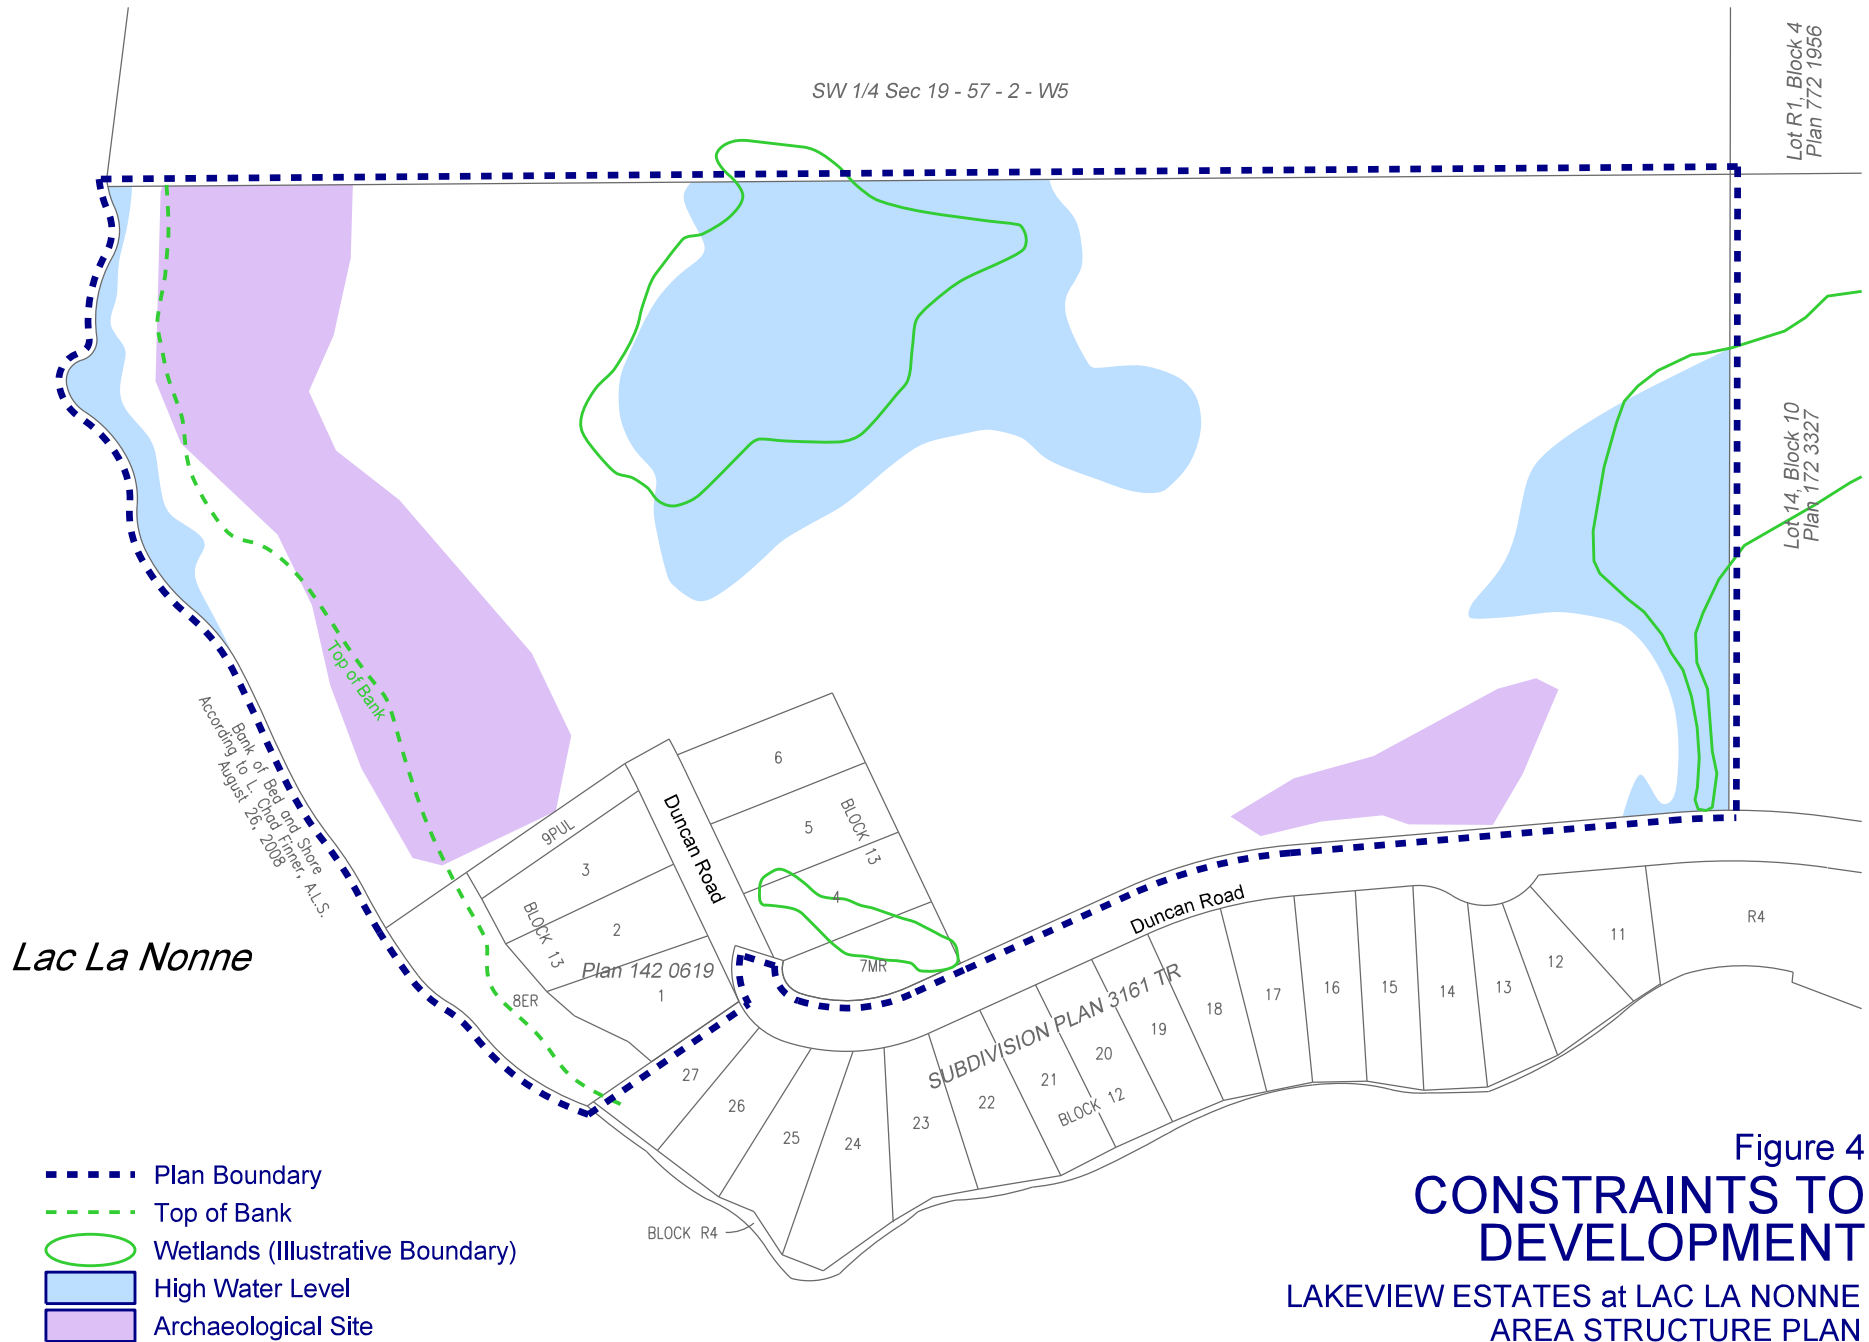 SW 1/4 Sec 19 - 57 - 2 - W5
Lot R1, Block 4
Plan 772 1956
Lot 14, Block 10
Plan 172 3327
Top of Bank
Bank of Bed and Shore
According to L. Chad Finner, A.L.S.
August 26, 2008
Lac La Nonne
6
5
BLOCK 13
4
7MR
Duncan Road
9PUL
3
2
BLOCK 13
Plan 142 0619
1
8ER
Duncan Road
SUBDIVISION PLAN 3161 TR
BLOCK 12
27
26
25
24
23
22
21
20
19
18
17
16
15
14
13
12
11
R4
BLOCK R4
Plan Boundary
Top of Bank
Wetlands (Illustrative Boundary)
High Water Level
Archaeological Site
Figure 4
CONSTRAINTS TO
DEVELOPMENT
LAKEVIEW ESTATES at LAC LA NONNE
AREA STRUCTURE PLAN